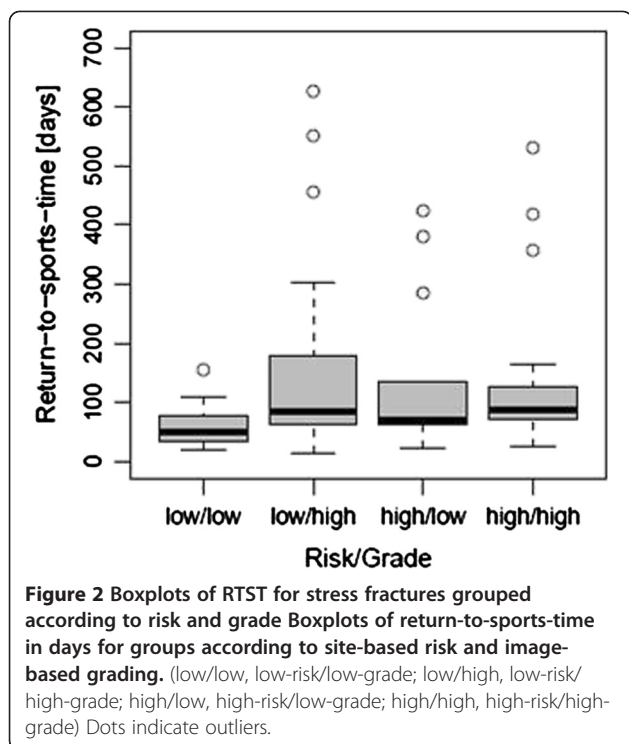 Return-to-sports-time [days]
700
600
500
400
300
200
100
0
low/low low/high high/low high/high
Risk/Grade
Figure 2 Boxplots of RTST for stress fractures grouped
according to risk and grade Boxplots of return-to-sports-time
in days for groups according to site-based risk and image-
based grading. (low/low, low-risk/low-grade; low/high, low-risk/
high-grade; high/low, high-risk/low-grade; high/high, high-risk/high-
grade) Dots indicate outliers.